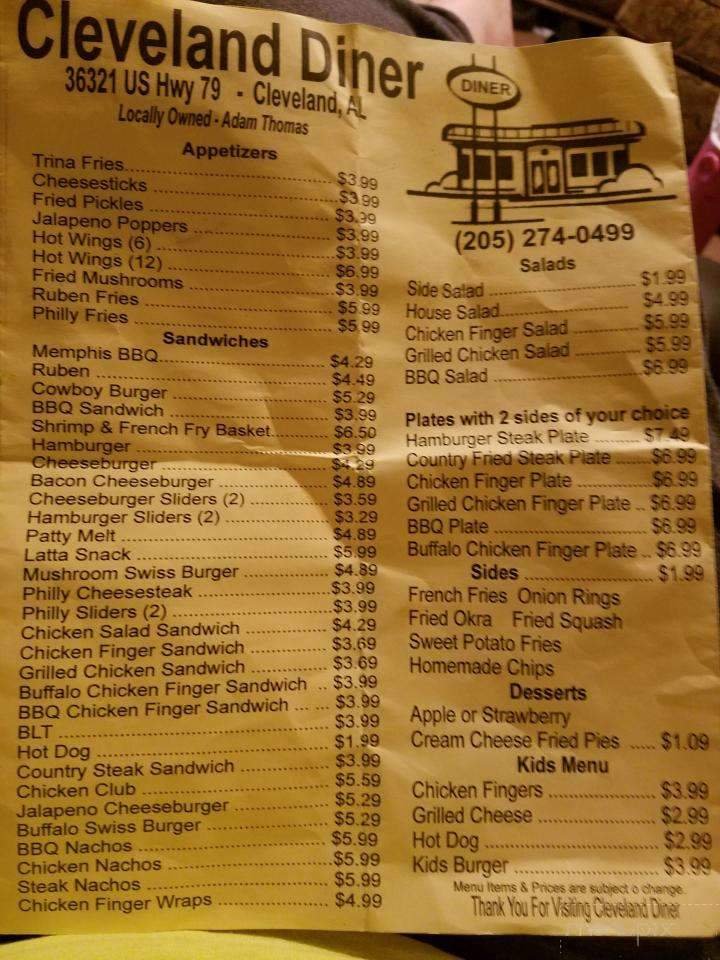 Cleveland Diner
36321 US Hwy 79 - Cleveland, AL
Locally Owned - Adam Thomas
Appetizers
Trina Fries $3.99
Cheesesticks $3.99
Fried Pickles $3.99
Jalapeno Poppers $3.99
Hot Wings (6) $3.99
Hot Wings (12) $6.99
Fried Mushrooms $3.99
Ruben Fries $5.99
Philly Fries $5.99
Sandwiches
Memphis BBQ $4.29
Ruben $4.49
Cowboy Burger $5.29
BBQ Sandwich $3.99
Shrimp & French Fry Basket $6.50
Hamburger $3.99
Cheeseburger $4.29
Bacon Cheeseburger $4.89
Cheeseburger Sliders (2) $3.59
Hamburger Sliders (2) $3.29
Patty Melt $4.89
Latta Snack $5.99
Mushroom Swiss Burger $4.89
Philly Cheesesteak $3.99
Philly Sliders (2) $3.99
Chicken Salad Sandwich $4.29
Chicken Finger Sandwich $3.69
Grilled Chicken Sandwich $3.69
Buffalo Chicken Finger Sandwich $3.99
BBQ Chicken Finger Sandwich $3.99
BLT $3.99
Hot Dog $1.99
Country Steak Sandwich $3.99
Chicken Club $5.59
Jalapeno Cheeseburger $5.29
Buffalo Swiss Burger $5.29
BBQ Nachos $5.99
Chicken Nachos $5.99
Steak Nachos $5.99
Chicken Finger Wraps $4.99
DINER
(205) 274-0499
Salads
Side Salad $1.99
House Salad $4.99
Chicken Finger Salad $5.99
Grilled Chicken Salad $5.99
BBQ Salad $6.99
Plates with 2 sides of your choice
Hamburger Steak Plate $7.49
Country Fried Steak Plate $6.99
Chicken Finger Plate $6.99
Grilled Chicken Finger Plate $6.99
BBQ Plate $6.99
Buffalo Chicken Finger Plate $6.99
Sides $1.99
French Fries Onion Rings
Fried Okra Fried Squash
Sweet Potato Fries
Homemade Chips
Desserts
Apple or Strawberry
Cream Cheese Fried Pies $1.09
Kids Menu
Chicken Fingers $3.99
Grilled Cheese $2.99
Hot Dog $2.99
Kids Burger $3.99
Menu Items & Prices are subject o change.
Thank You For Visiting Cleveland Diner